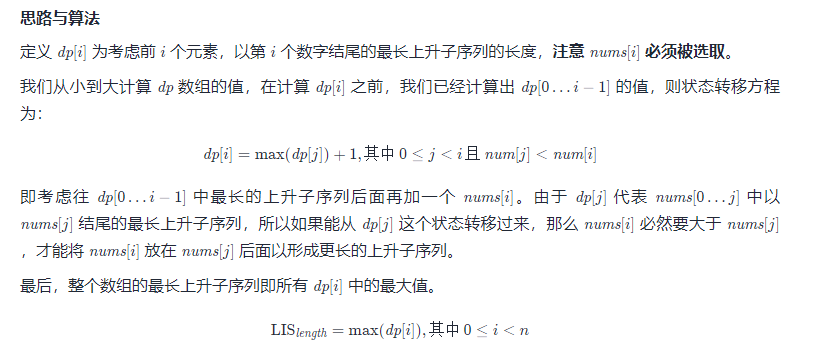 思路与算法
定义 dp[i] 为考虑前 i 个元素，以第 i 个数字结尾的最长上升子序列的长度，注意 nums[i] 必须被选取。
我们从小到大计算 dp 数组的值，在计算 dp[i] 之前，我们已经计算出 dp[0…i−1] 的值，则状态转移方程
为：
dp[i] = max(dp[j]) + 1, 其中 0 ≤ j < i 且 num[j] < num[i]
即考虑往 dp[0…i−1] 中最长的上升子序列后面再加一个 nums[i]。由于 dp[j] 代表 nums[0…j] 中以
nums[j] 结尾的最长上升子序列，所以如果能从 dp[j] 这个状态转移过来，那么 nums[i] 必然要大于 nums[j]
，才能将 nums[i] 放在 nums[j] 后面以形成更长的上升子序列。
最后，整个数组的最长上升子序列即所有 dp[i] 中的最大值。
LIS_length = max(dp[i]), 其中 0 ≤ i < n